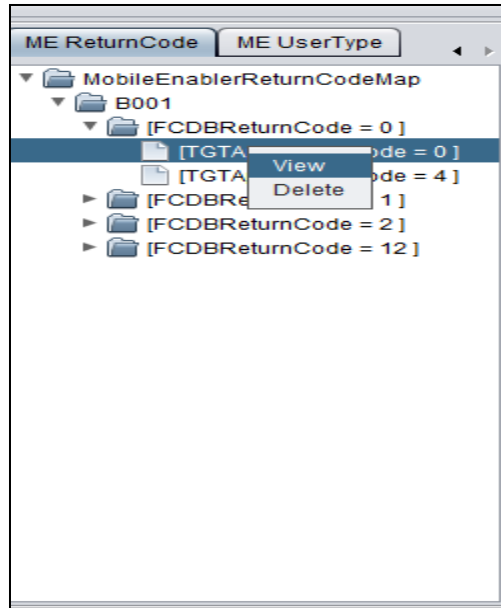 ME ReturnCode ME UserType
MobileEnablerReturnCodeMap
B001
[FCDBReturnCode = 0 ]
[TGTA ode = 0 ]
View
[TGTA ode = 4 ]
Delete
[FCDBRe 1 ]
[FCDBReturnCode = 2 ]
[FCDBReturnCode = 12 ]